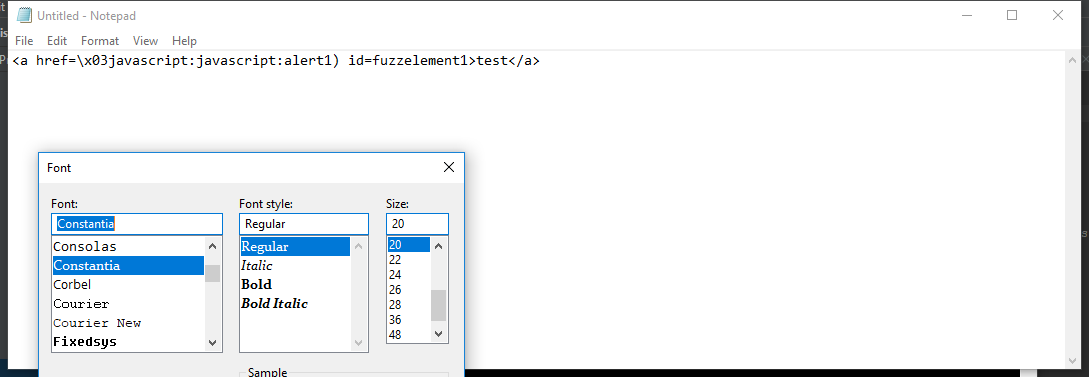 Untitled - Notepad
File Edit Format View Help
<a href=\x03javascript:javascript:alert1) id=fuzzelement1>test</a>
Font
Font: Font style: Size:
Constantia Regular 20
Consolas Regular 20
Constantia Italic 22
Corbel Bold 24
Courier Bold Italic 26
Courier New 28
Fixedsys 36
48
Sample